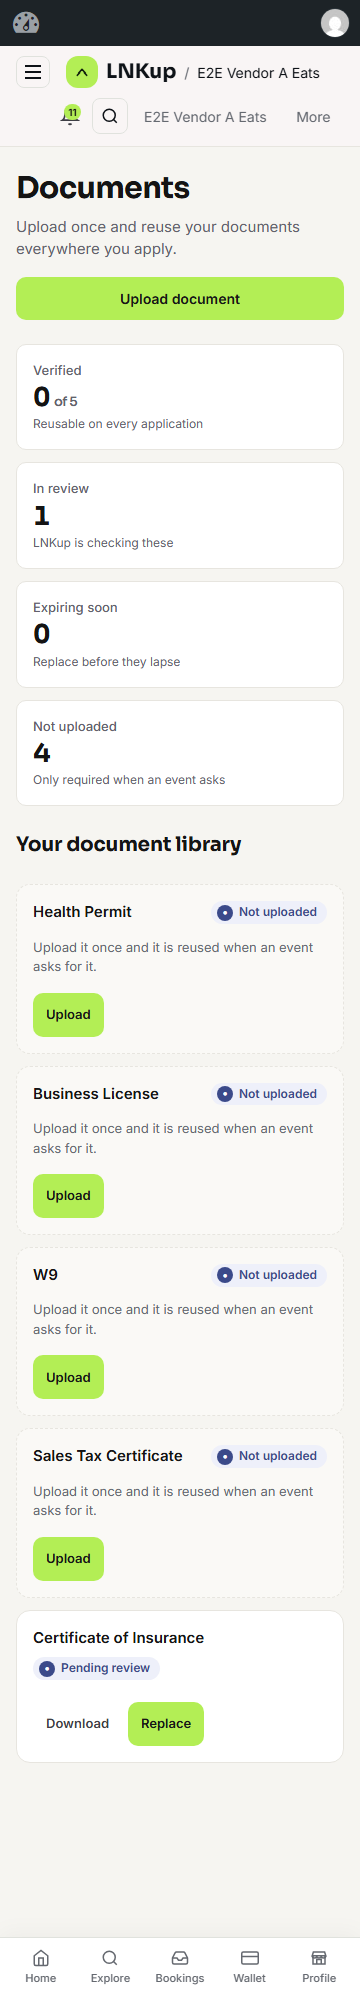 LNKup / E2E Vendor A Eats
11 E2E Vendor A Eats More
Documents
Upload once and reuse your documents
everywhere you apply.
Upload document
Verified
0 of 5
Reusable on every application
In review
1
LNKup is checking these
Expiring soon
0
Replace before they lapse
Not uploaded
4
Only required when an event asks
Your document library
Health Permit Not uploaded
Upload it once and it is reused when an event
asks for it.
Upload
Business License Not uploaded
Upload it once and it is reused when an event
asks for it.
Upload
W9 Not uploaded
Upload it once and it is reused when an event
asks for it.
Upload
Sales Tax Certificate Not uploaded
Upload it once and it is reused when an event
asks for it.
Upload
Certificate of Insurance
Pending review
Download Replace
Home Explore Bookings Wallet Profile